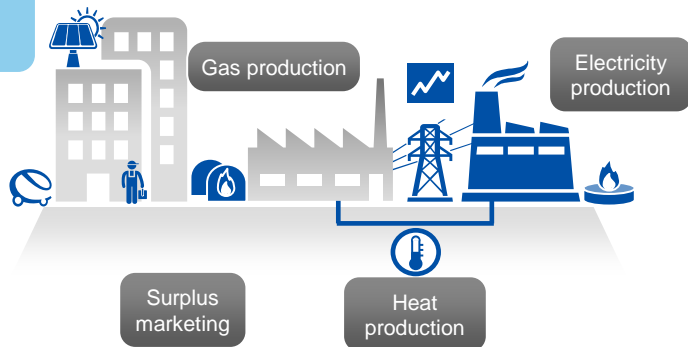 Gas production
Electricity
production
Surplus
marketing
Heat
production